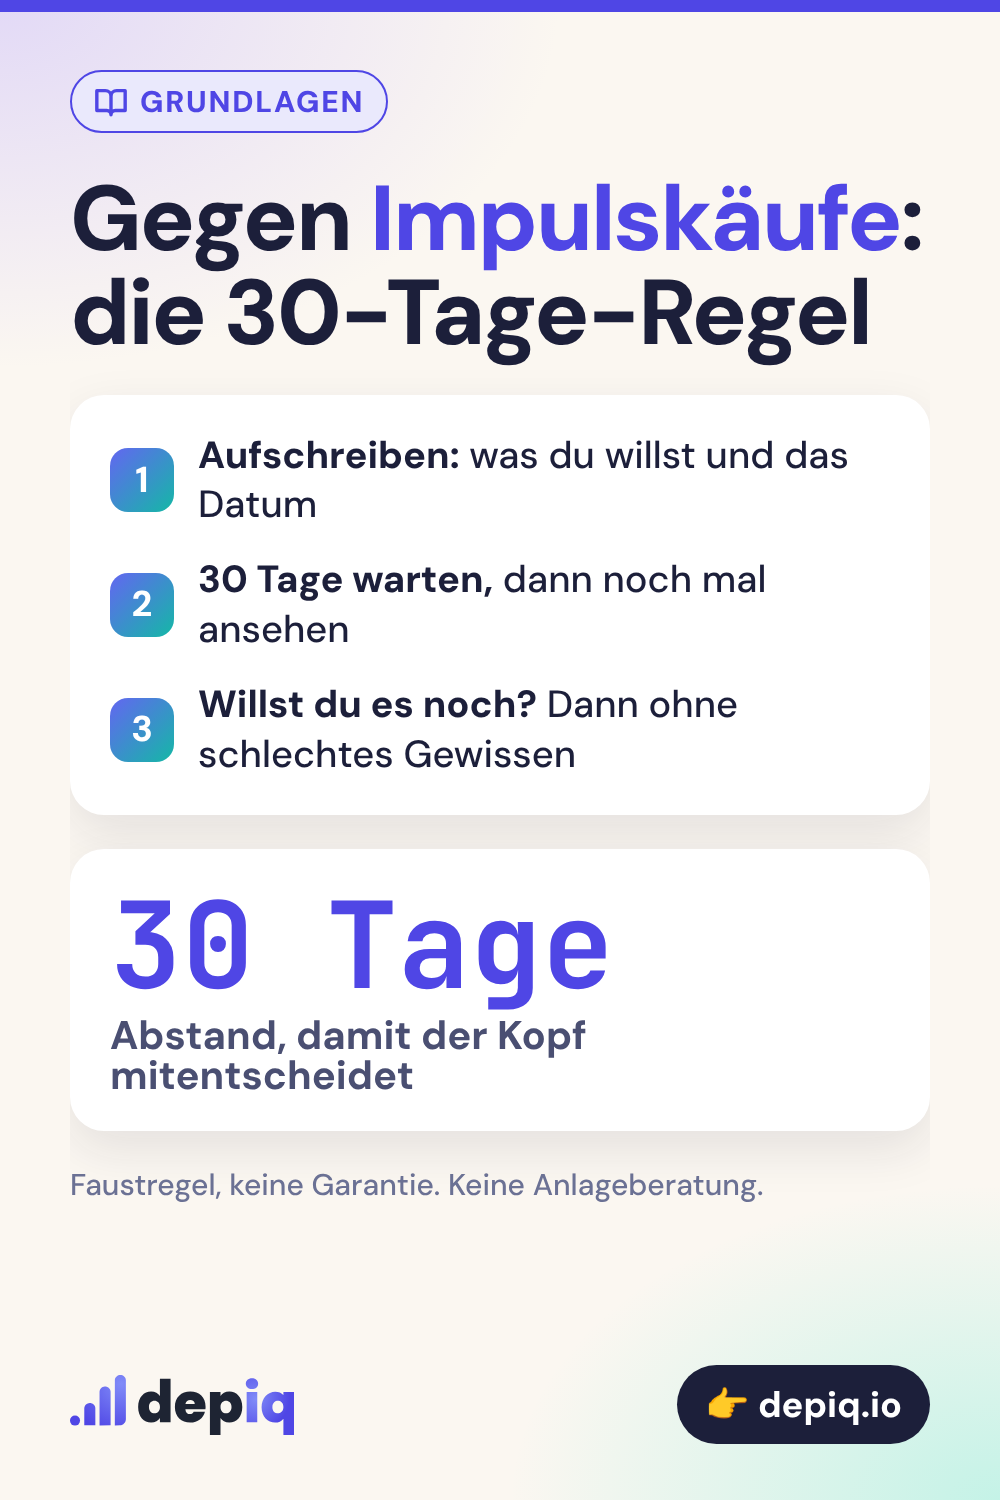 GRUNDLAGEN
Gegen Impulskäufe:
die 30-Tage-Regel
1
Aufschreiben: was du willst und das
Datum
2
30 Tage warten, dann noch mal
ansehen
3
Willst du es noch? Dann ohne
schlechtes Gewissen
30 Tage
Abstand, damit der Kopf
mitentscheidet
Faustregel, keine Garantie. Keine Anlageberatung.
depiq
👉 depiq.io